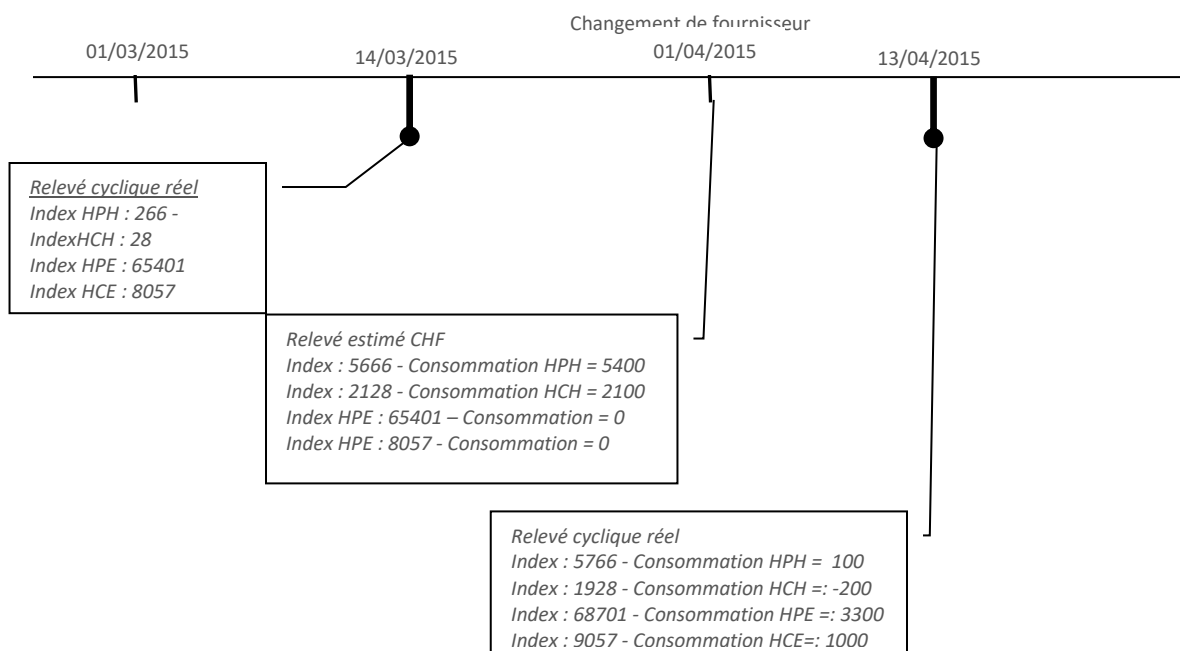 Changement de fournisseur
01/03/2015
14/03/2015
01/04/2015
13/04/2015
Relevé cyclique réel
Index HPH : 266 -
IndexHCH : 28
Index HPE : 65401
Index HCE : 8057
Relevé estimé CHF
Index : 5666 - Consommation HPH = 5400
Index : 2128 - Consommation HCH = 2100
Index HPE : 65401 – Consommation = 0
Index HPE : 8057 - Consommation = 0
Relevé cyclique réel
Index : 5766 - Consommation HPH =  100
Index : 1928 - Consommation HCH =: -200
Index : 68701 - Consommation HPE =: 3300
Index : 9057 - Consommation HCE=: 1000